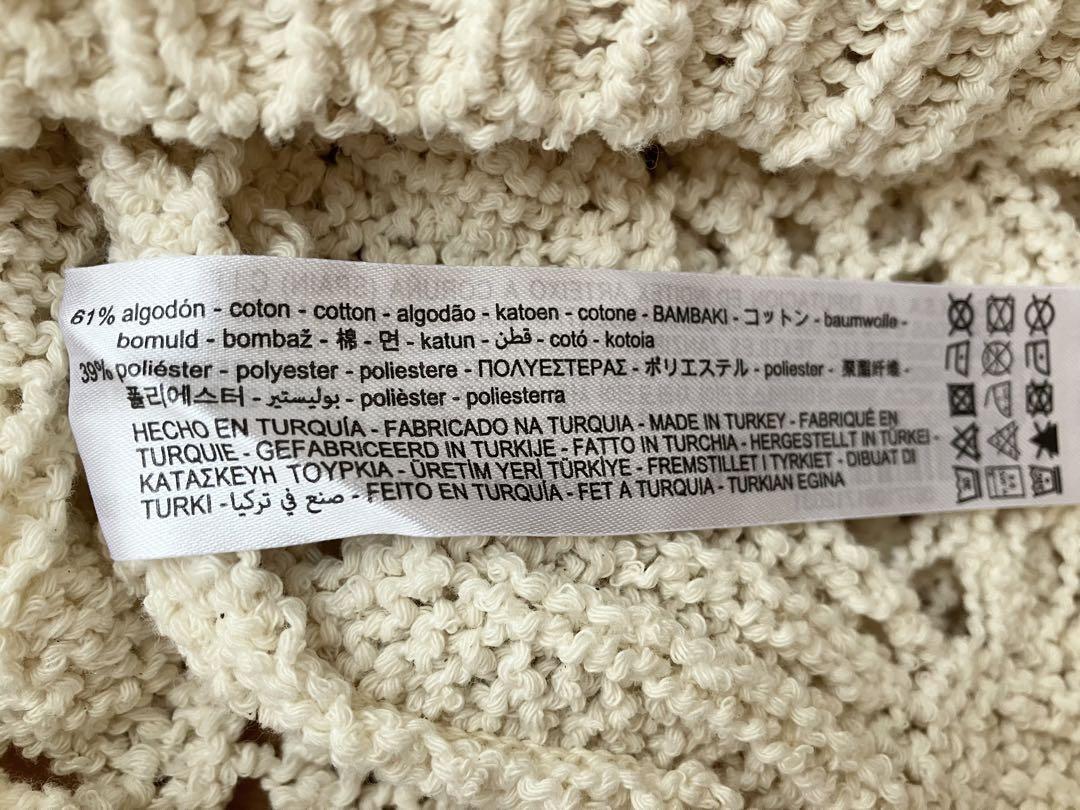 61% algodón - coton - cotton - algodão - katoen - cotone - BAMBAKI - コットン - baumwolle -
bomuld - bombaž - 棉 - 면 - katun - قطن - cotó - kotoia
39% poliéster - polyester - poliestere - ΠΟΛΥΕΣΤΕΡΑΣ - ポリエステル - poliester - 聚酯纤维 -
폴리에스터 - بوليستير - polièster - poliesterra
HECHO EN TURQUÍA - FABRICADO NA TURQUIA - MADE IN TURKEY - FABRIQUÉ EN
TURQUIE - GEFABRICEERD IN TURKIJE - FATTO IN TURCHIA - HERGESTELLT IN TÜRKEI -
ΚΑΤΑΣΚΕΥΗ ΤΟΥΡΚΙΑ - ÜRETİM YERİ TÜRKİYE - FREMSTILLET I TYRKIET - DIBUAT DI
TURKI - صنع في تركيا - FEITO EN TURQUÍA - FET A TURQUIA - TURKIAN EGINA